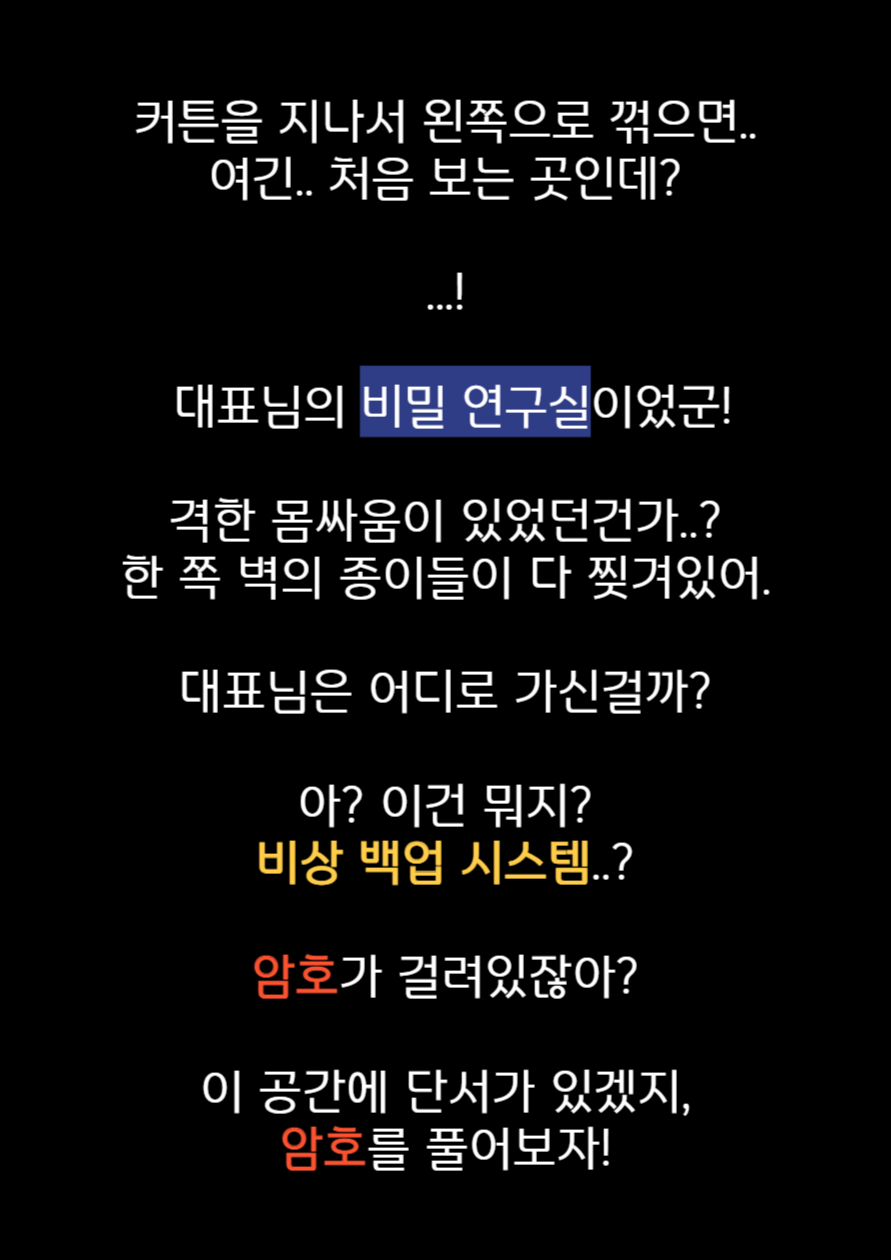 커튼을 지나서 왼쪽으로 꺾으면..
여긴.. 처음 보는 곳인데?
...!
대표님의 비밀 연구실이었군!
격한 몸싸움이 있었던건가..?
한 쪽 벽의 종이들이 다 찢겨있어.
대표님은 어디로 가신걸까?
아? 이건 뭐지?
비상 백업 시스템..?
암호가 걸려있잖아?
이 공간에 단서가 있겠지,
암호를 풀어보자!